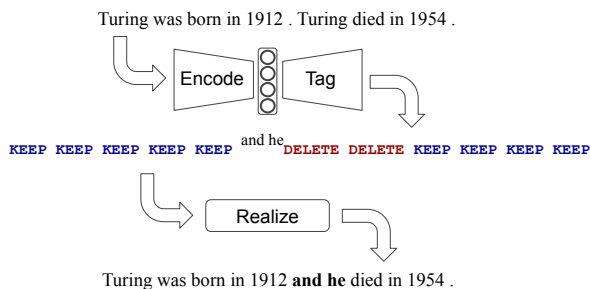 Turing was born in 1912 . Turing died in 1954 .
Encode Tag
KEEP KEEP KEEP KEEP KEEP and he DELETE DELETE KEEP KEEP KEEP KEEP
Realize
Turing was born in 1912 and he died in 1954 .